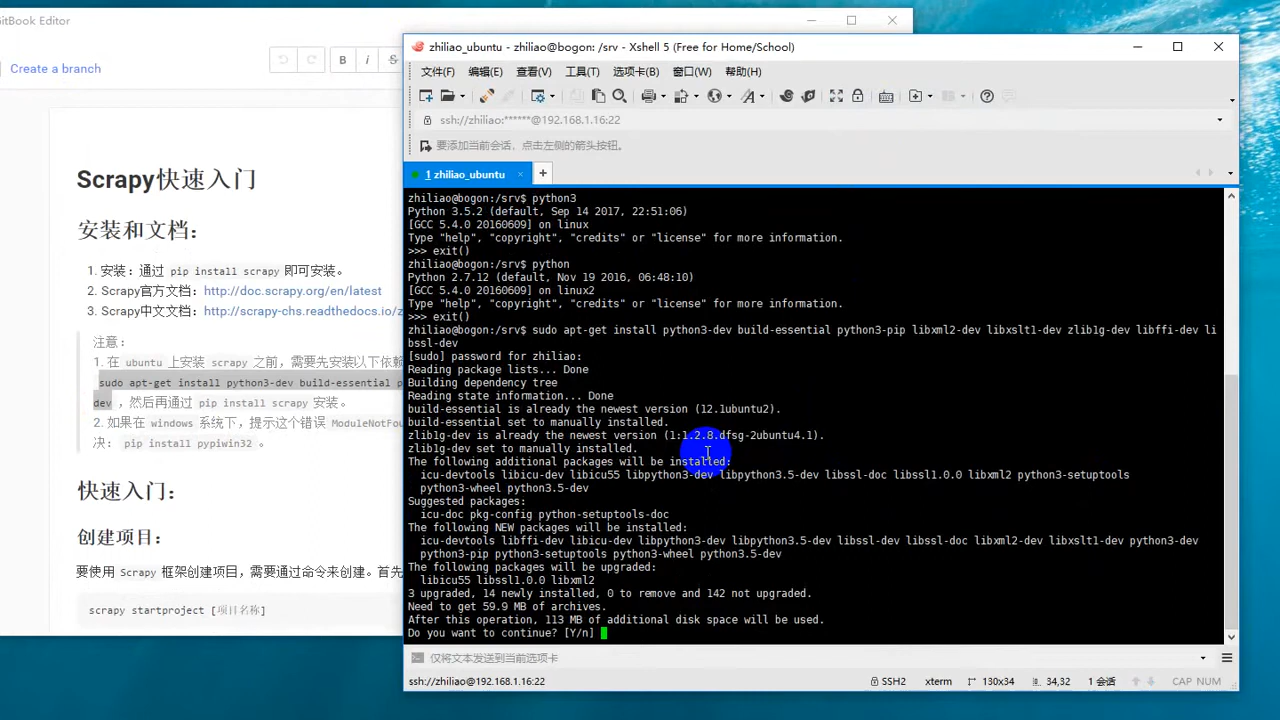 itBook Editor
Create a branch
B
i
S
Scrapy快速入门
安装和文档：
1. 安装：通过 pip install scrapy 即可安装。
2. Scrapy官方文档：http://doc.scrapy.org/en/latest
3. Scrapy中文文档：http://scrapy-chs.readthedocs.io/z
注意：
1. 在 ubuntu 上安装 scrapy 之前，需要先安装以下依赖
sudo apt-get install python3-dev build-essential p
dev ，然后再通过 pip install scrapy 安装。
2. 如果在 windows 系统下，提示这个错误 ModuleNotFou
决：pip install pypiwin32 。
快速入门：
创建项目：
要使用 Scrapy 框架创建项目，需要通过命令来创建。首先
scrapy startproject [项目名称]
zhiliao_ubuntu - zhiliao@bogon: /srv - Xshell 5 (Free for Home/School)
文件(F) 编辑(E) 查看(V) 工具(T) 选项卡(B) 窗口(W) 帮助(H)
ssh://zhiliao:******@192.168.1.16:22
要添加当前会话，点击左侧的箭头按钮。
1 zhiliao_ubuntu
zhiliao@bogon:/srv$ python3
Python 3.5.2 (default, Sep 14 2017, 22:51:06)
[GCC 5.4.0 20160609] on linux
Type "help", "copyright", "credits" or "license" for more information.
>>> exit()
zhiliao@bogon:/srv$ python
Python 2.7.12 (default, Nov 19 2016, 06:48:10)
[GCC 5.4.0 20160609] on linux2
Type "help", "copyright", "credits" or "license" for more information.
>>> exit()
zhiliao@bogon:/srv$ sudo apt-get install python3-dev build-essential python3-pip libxml2-dev libxslt1-dev zlib1g-dev libffi-dev li
bssl-dev
[sudo] password for zhiliao:
Reading package lists... Done
Building dependency tree
Reading state information... Done
build-essential is already the newest version (12.1ubuntu2).
build-essential set to manually installed.
zlib1g-dev is already the newest version (1:1.2.8.dfsg-2ubuntu4.1).
zlib1g-dev set to manually installed.
The following additional packages will be installed:
icu-devtools libicu-dev libicu55 libpython3-dev libpython3.5-dev libssl-doc libssl1.0.0 libxml2 python3-setuptools
python3-wheel python3.5-dev
Suggested packages:
icu-doc pkg-config python-setuptools-doc
The following NEW packages will be installed:
icu-devtools libffi-dev libicu-dev libpython3-dev libpython3.5-dev libssl-dev libssl-doc libxml2-dev libxslt1-dev python3-dev
python3-pip python3-setuptools python3-wheel python3.5-dev
The following packages will be upgraded:
libicu55 libssl1.0.0 libxml2
3 upgraded, 14 newly installed, 0 to remove and 142 not upgraded.
Need to get 59.9 MB of archives.
After this operation, 113 MB of additional disk space will be used.
Do you want to continue? [Y/n]
仅将文本发送到当前选项卡
ssh://zhiliao@192.168.1.16:22 SSH2 xterm 130x34 34,32 1 会话 CAP NUM